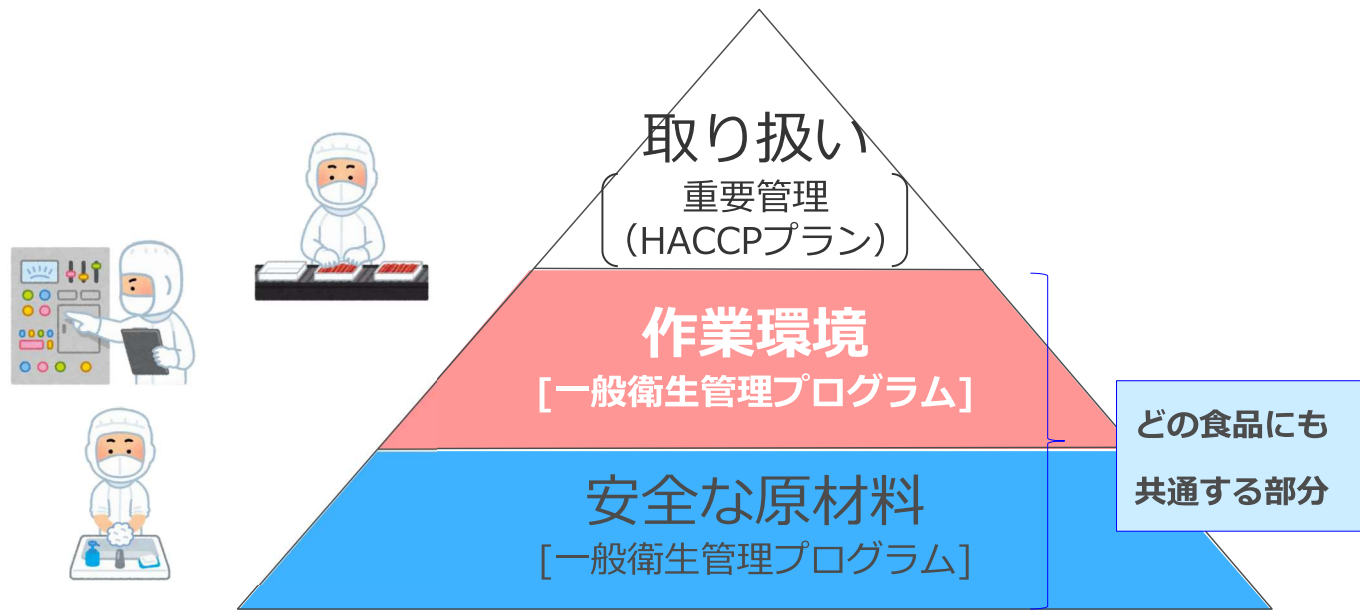 取り扱い
重要管理
（HACCPプラン）
作業環境
[一般衛生管理プログラム]
どの食品にも
共通する部分
安全な原材料
[一般衛生管理プログラム]